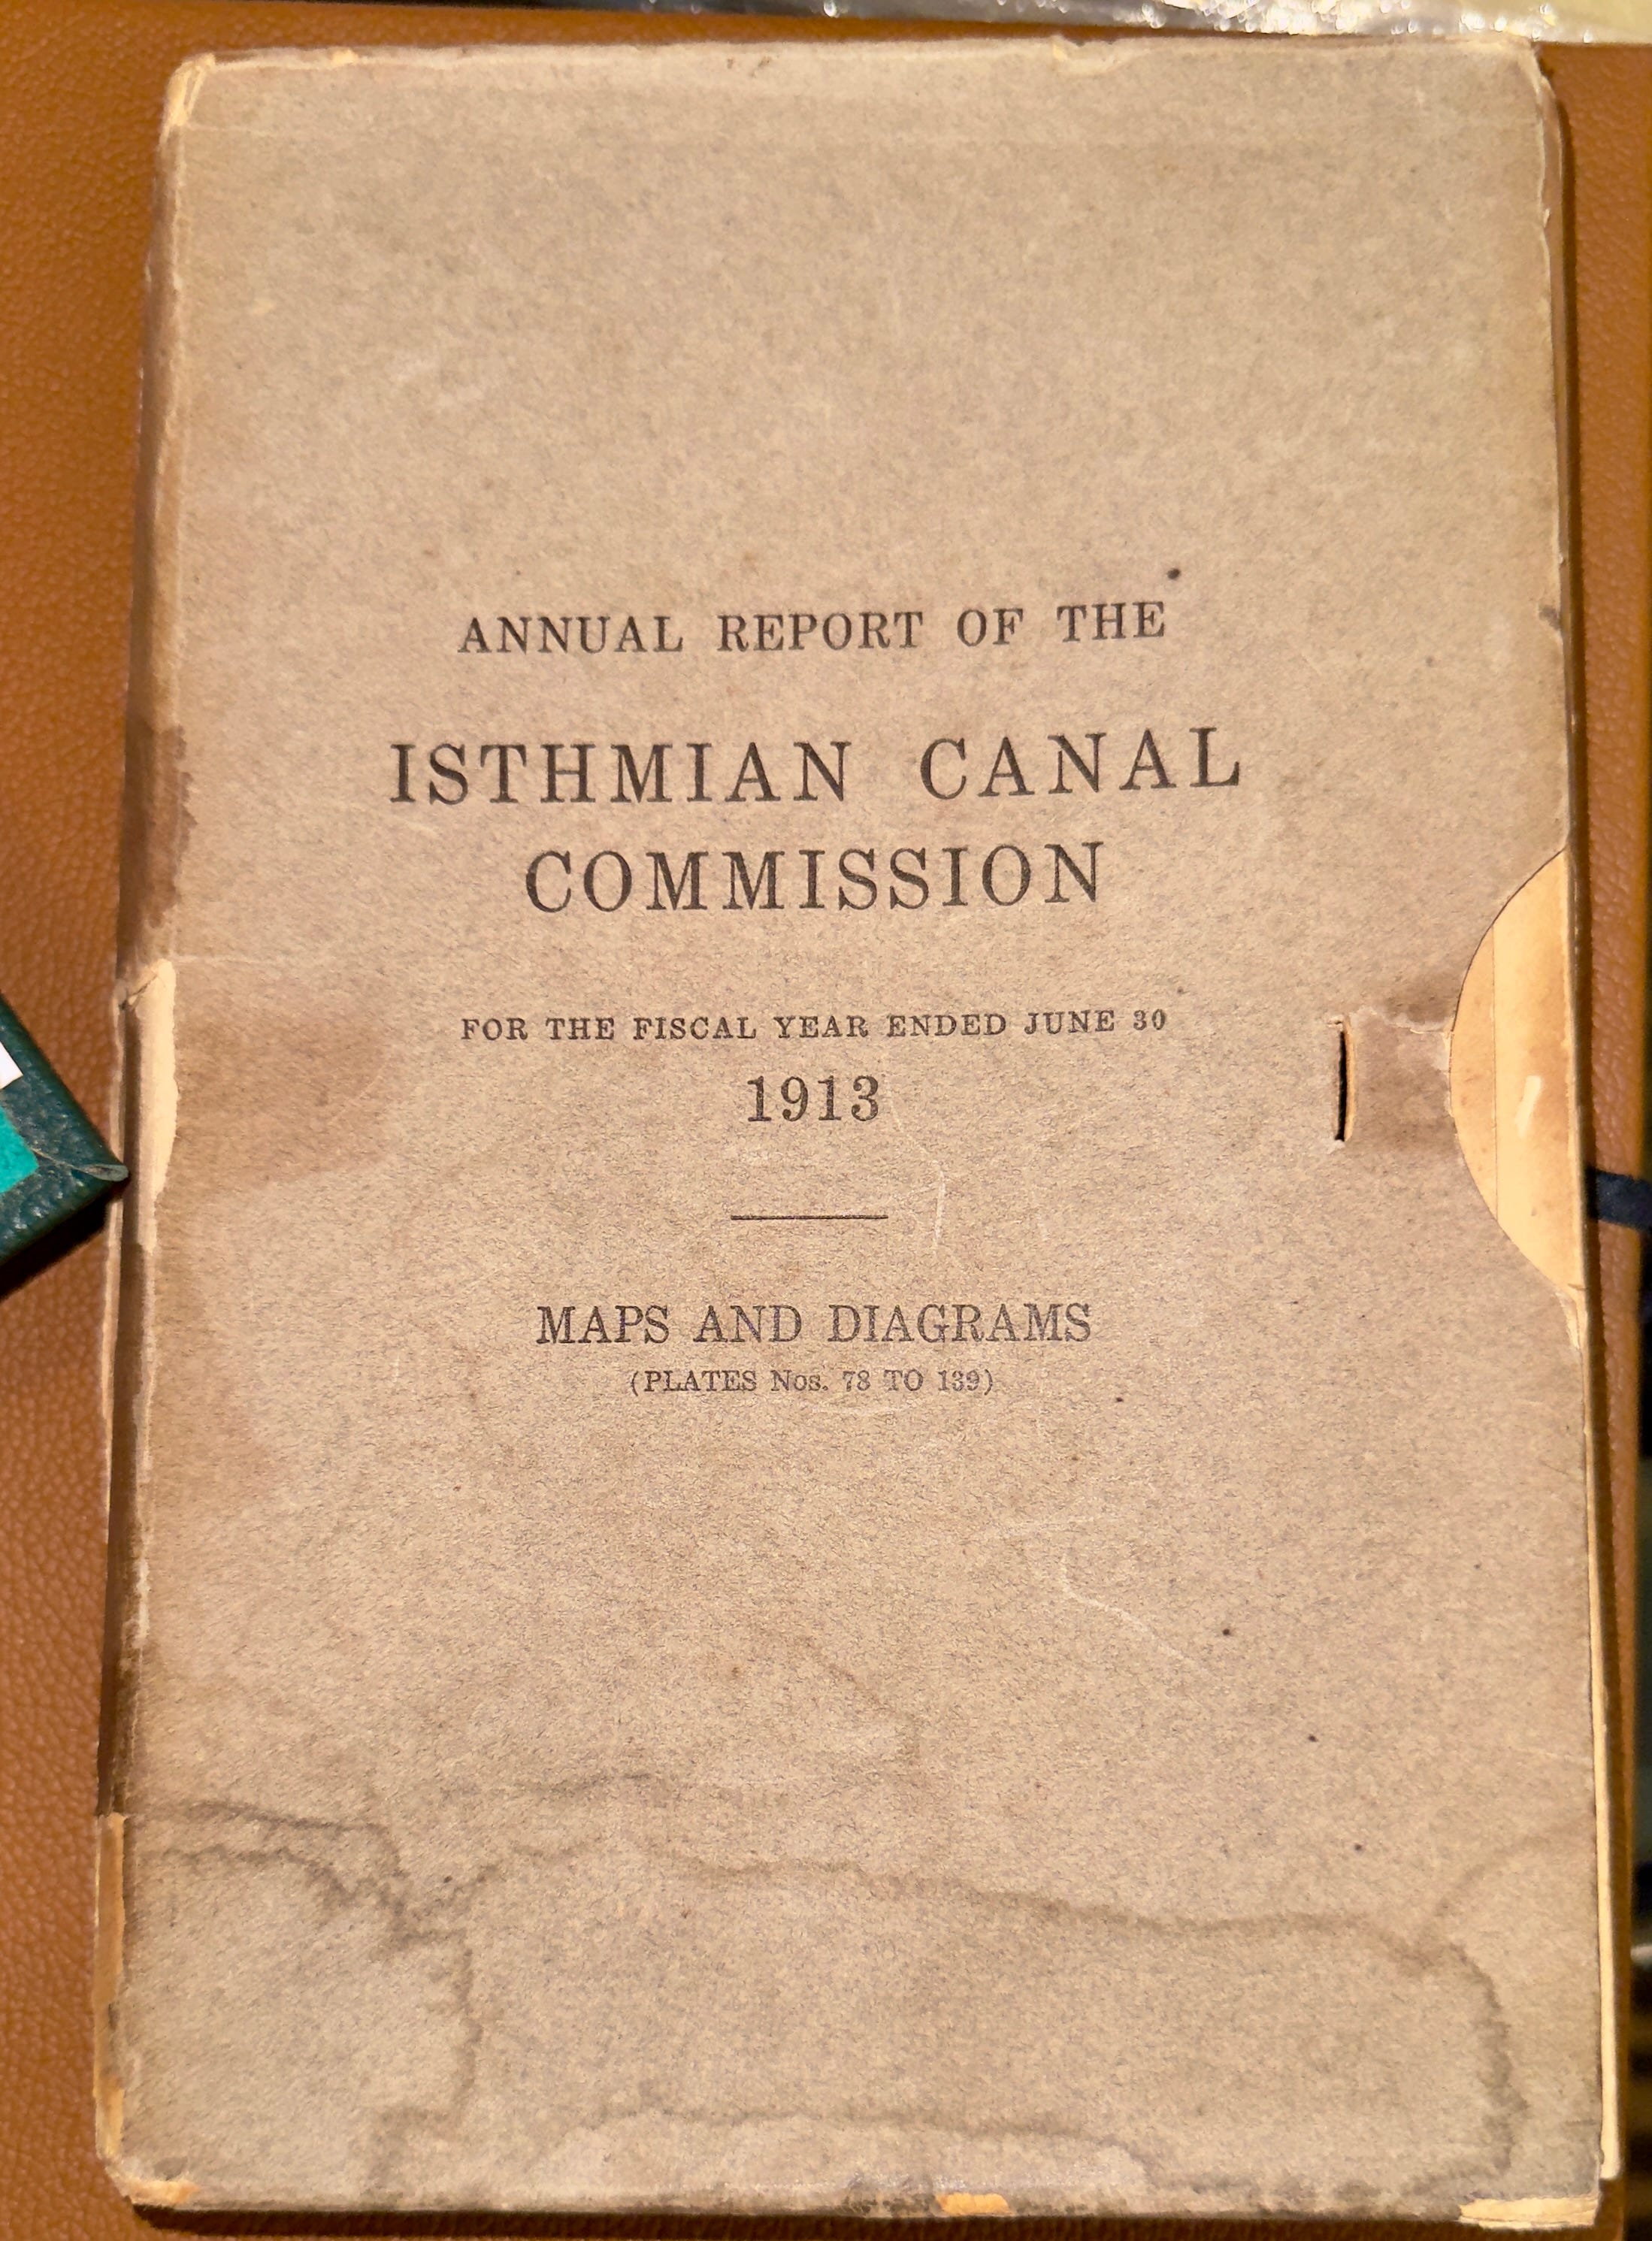 ANNUAL REPORT OF THE
ISTHMIAN CANAL
COMMISSION
FOR THE FISCAL YEAR ENDED JUNE 30
1913
MAPS AND DIAGRAMS
(PLATES Nos. 78 TO 139)